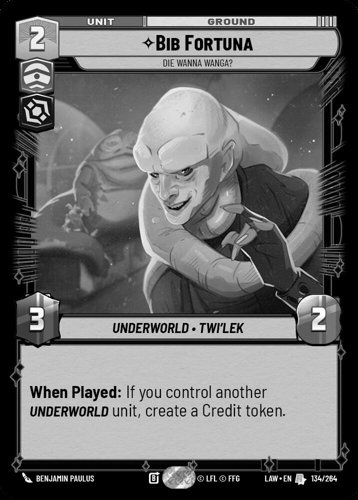 UNIT GROUND
2
✧BIB FORTUNA
DIE WANNA WANGA?
3
2
UNDERWORLD • TWI'LEK
When Played: If you control another
UNDERWORLD unit, create a Credit token.
BENJAMIN PAULUS © LFL © FFG LAW • EN 134/264